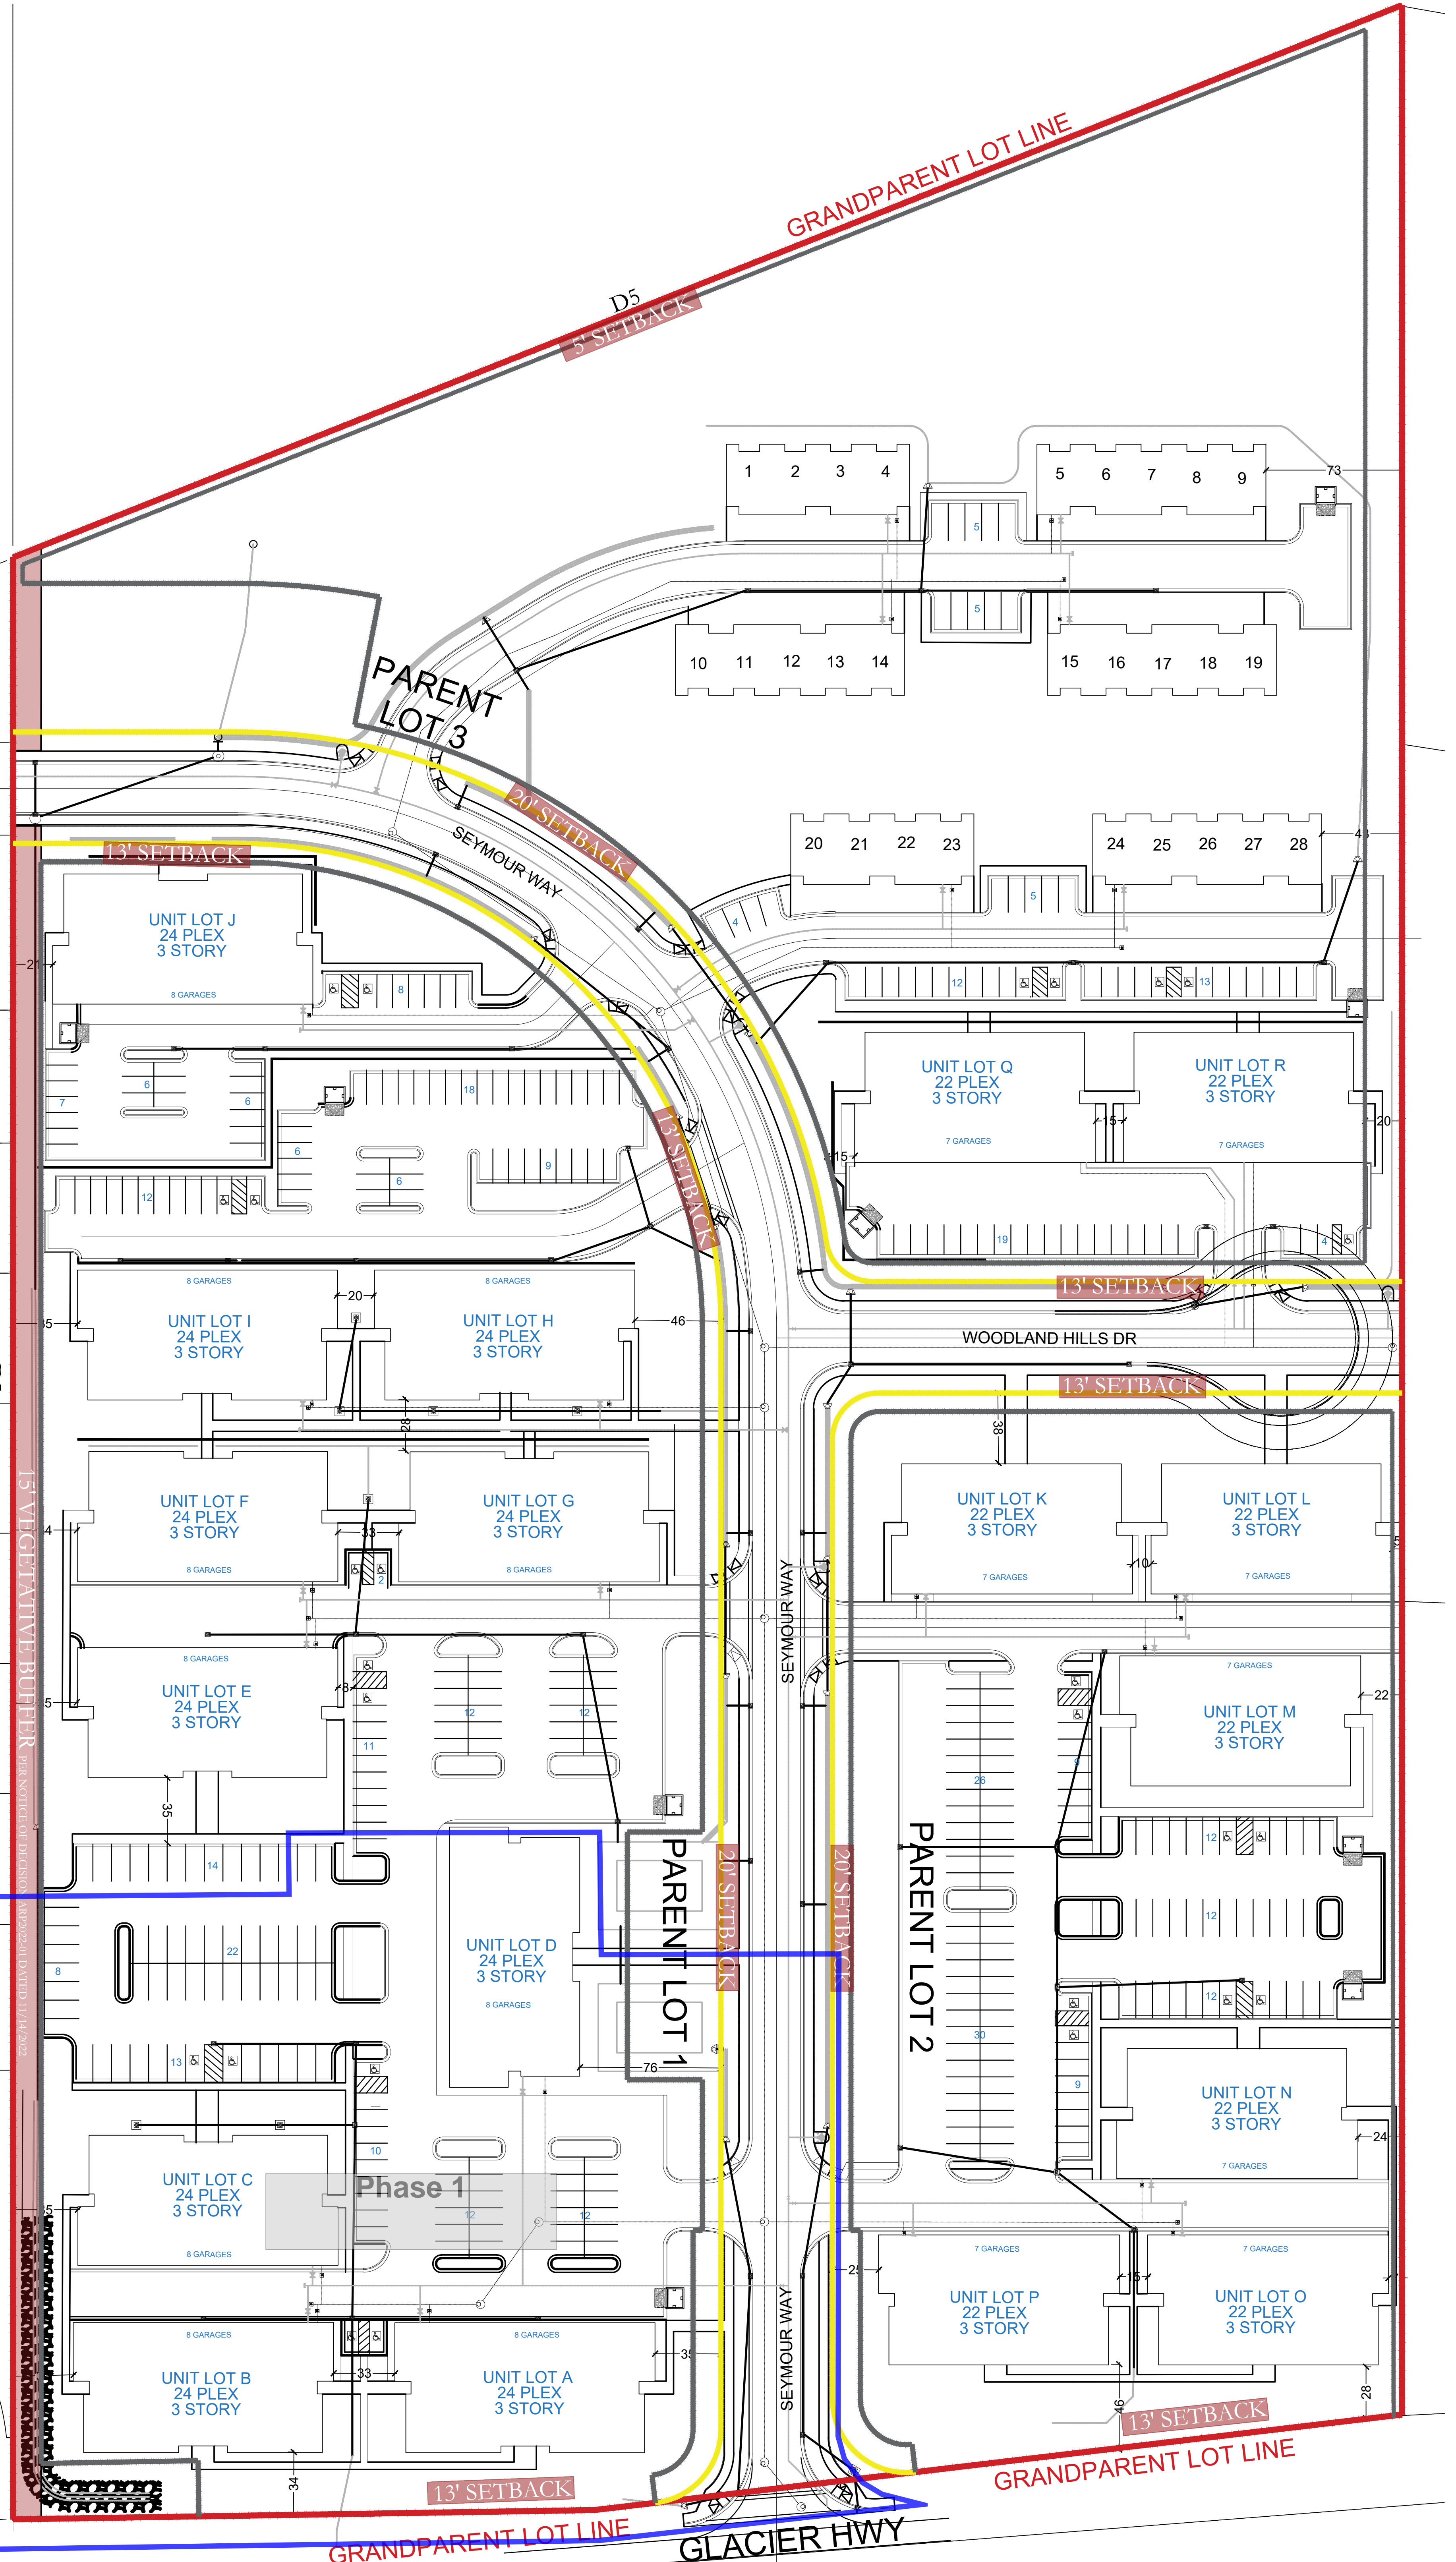 GRANDPARENT LOT LINE
D5
5' SETBACK
1 2 3 4
5 6 7 8 9
73
5
5
10 11 12 13 14
15 16 17 18 19
PARENT
LOT 3
20' SETBACK
SEYMOUR WAY
13' SETBACK
20 21 22 23
24 25 26 27 28
5
4
UNIT LOT J
24 PLEX
3 STORY
8 GARAGES
21
8
12
13
UNIT LOT Q
22 PLEX
3 STORY
7 GARAGES
UNIT LOT R
22 PLEX
3 STORY
7 GARAGES
15
20
15
7
6
6
18
6
6
9
12
13' SETBACK
19
4
13' SETBACK
WOODLAND HILLS DR
13' SETBACK
8 GARAGES
UNIT LOT I
24 PLEX
3 STORY
20
8 GARAGES
UNIT LOT H
24 PLEX
3 STORY
46
28
38
UNIT LOT F
24 PLEX
3 STORY
8 GARAGES
33
2
UNIT LOT G
24 PLEX
3 STORY
8 GARAGES
UNIT LOT K
22 PLEX
3 STORY
7 GARAGES
10
UNIT LOT L
22 PLEX
3 STORY
7 GARAGES
SEYMOUR WAY
15' VEGETATIVE BUFFER PER NOTICE OF DECISION ARP2022-01 DATED 11/14/2022
8 GARAGES
UNIT LOT E
24 PLEX
3 STORY
8
11
12
12
35
7 GARAGES
UNIT LOT M
22 PLEX
3 STORY
22
26
9
14
22
8
13
UNIT LOT D
24 PLEX
3 STORY
8 GARAGES
76
PARENT LOT 1
20' SETBACK
20' SETBACK
PARENT LOT 2
12
12
12
30
9
UNIT LOT N
22 PLEX
3 STORY
7 GARAGES
24
UNIT LOT C
24 PLEX
3 STORY
8 GARAGES
10
Phase 1
12
12
7 GARAGES
UNIT LOT P
22 PLEX
3 STORY
25
15
7 GARAGES
UNIT LOT O
22 PLEX
3 STORY
8 GARAGES
UNIT LOT B
24 PLEX
3 STORY
33
8 GARAGES
UNIT LOT A
24 PLEX
3 STORY
35
SEYMOUR WAY
34
46
28
13' SETBACK
13' SETBACK
GRANDPARENT LOT LINE
GRANDPARENT LOT LINE
GLACIER HWY